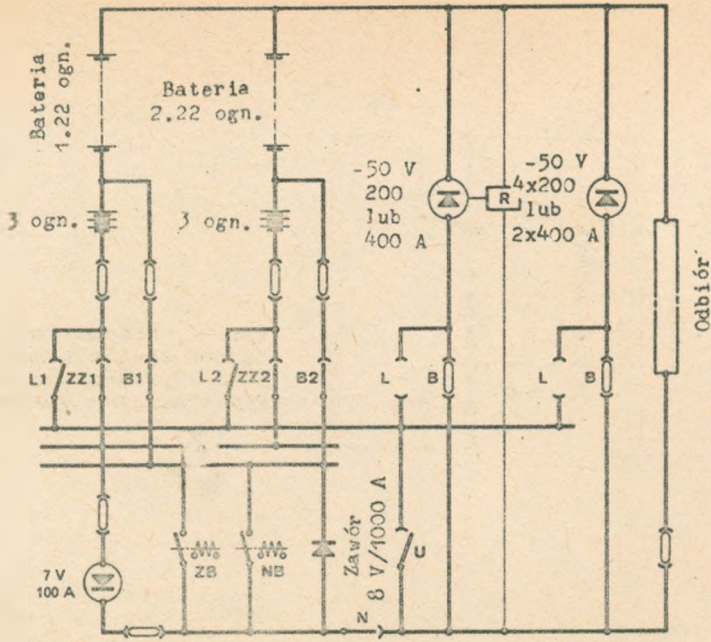 Bateria
1.22 ogn.
Bateria
2.22 ogn.
3 ogn.
3 ogn.
-50 V
200
lub
400 A
R
-50 V
4x200
lub
2x400 A
Odbiór
L1
ZZ1
B1
L2
ZZ2
B2
L
B
L
B
7 V
100 A
ZB
NB
Zawór
8 V/1000 A
U
N